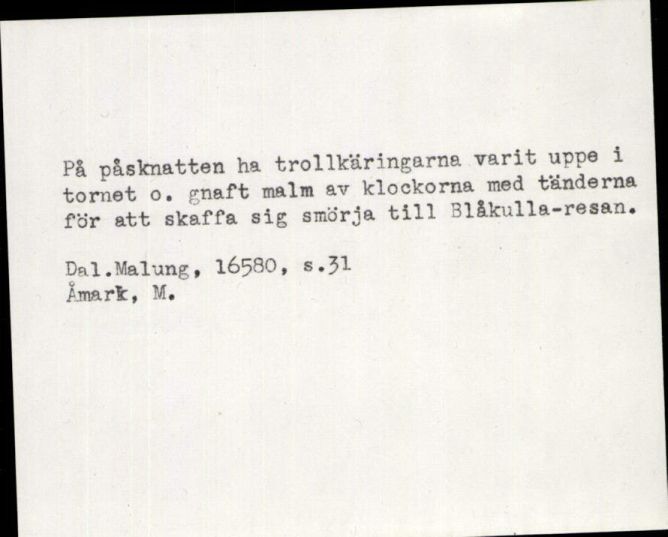 På påsknatten ha trollkäringarna varit uppe i
tornet o. gnaft malm av klockorna med tänderna
för att skaffa sig smörja till Blåkulla-resan.
Dal.Malung, 16580, s.31
Åmark, M.